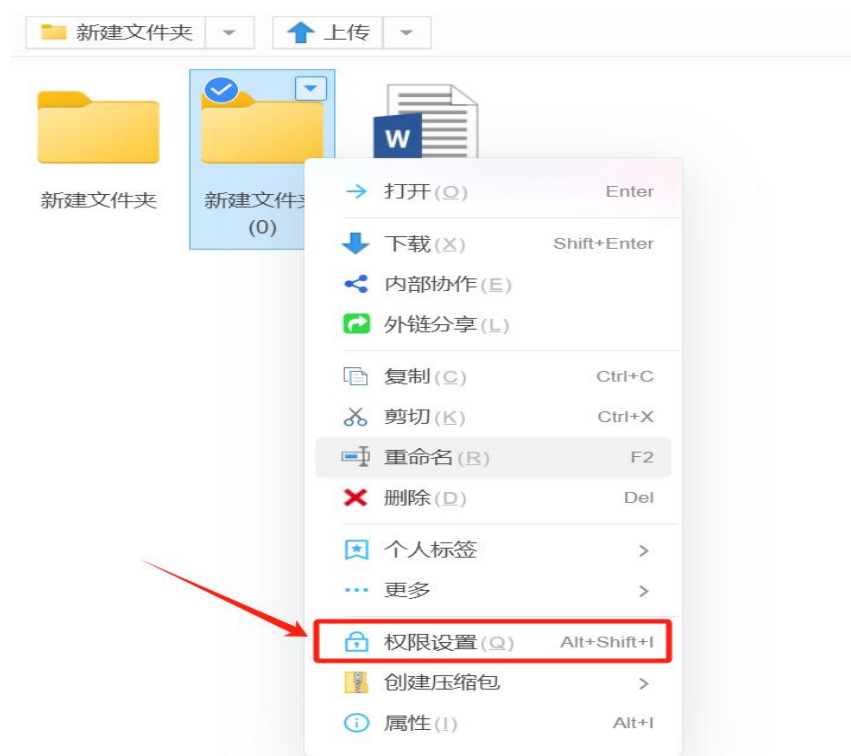 新建文件夹 上传
W
新建文件夹
新建文件夹
(0)
打开(O) Enter
下载(X) Shift+Enter
内部协作(E)
外链分享(L)
复制(C) Ctrl+C
剪切(K) Ctrl+X
重命名(R) F2
删除(D) Del
个人标签
更多
权限设置(Q) Alt+Shift+I
创建压缩包
属性(I) Alt+I